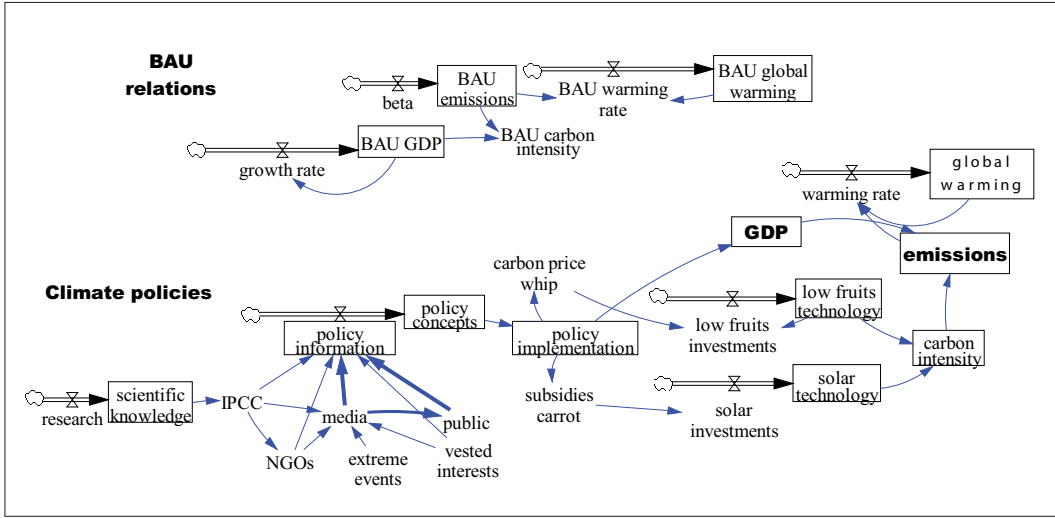 BAU
relations
beta
BAU
emissions
BAU warming
rate
BAU global
warming
growth rate
BAU GDP
BAU carbon
intensity
warming rate
global
warming
GDP
emissions
Climate policies
carbon price
whip
policy
concepts
policy
information
policy
implementation
low fruits
technology
low fruits
investments
carbon
intensity
research
scientific
knowledge
IPCC
media
public
NGOs
extreme
events
vested
interests
subsidies
carrot
solar
technology
solar
investments